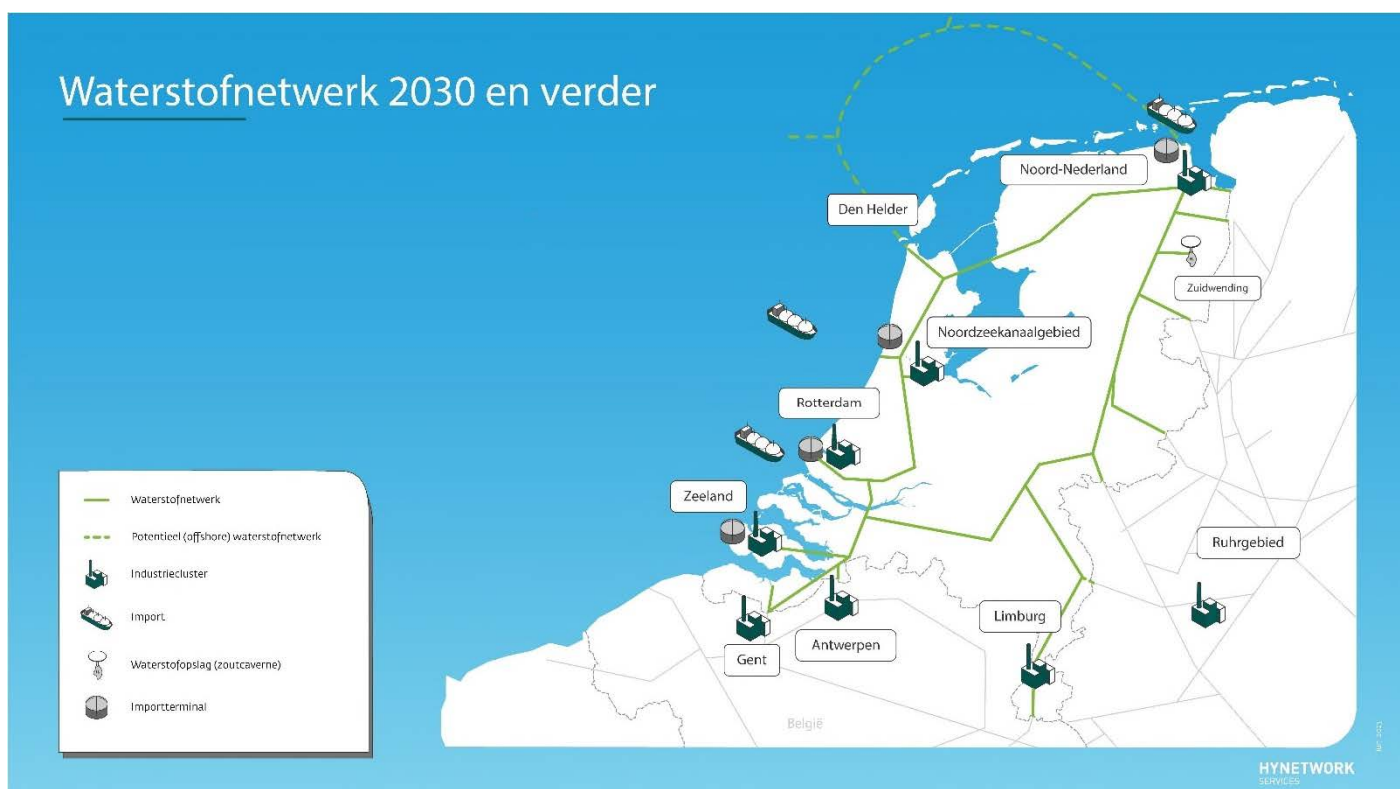 Waterstofnetwerk 2030 en verder
Noord-Nederland
Den Helder
Zuidwending
Noordzeekanaalgebied
Rotterdam
Zeeland
Ruhrgebied
Limburg
Antwerpen
Gent
België
Waterstofnetwerk
Potentieel (offshore) waterstofnetwerk
Industriecluster
Import
Waterstofopslag (zoutcaverne)
Importterminal
HYNETWORK
SERVICES